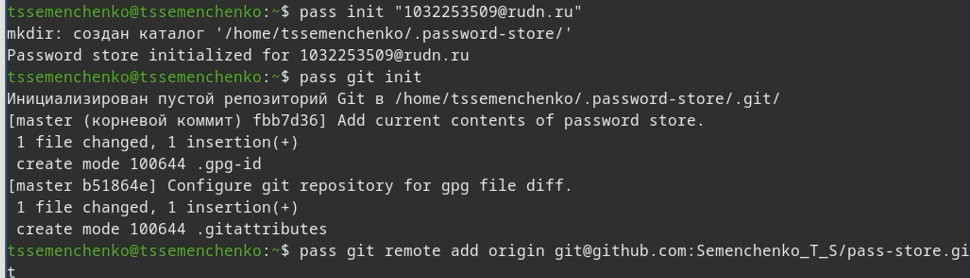 tssemenchenko@tssemenchenko:~$ pass init "1032253509@rudn.ru"
mkdir: создан каталог '/home/tssemenchenko/.password-store/'
Password store initialized for 1032253509@rudn.ru
tssemenchenko@tssemenchenko:~$ pass git init
Инициализирован пустой репозиторий Git в /home/tssemenchenko/.password-store/.git/
[master (корневой коммит) fbb7d36] Add current contents of password store.
 1 file changed, 1 insertion(+)
 create mode 100644 .gpg-id
[master b51864e] Configure git repository for gpg file diff.
 1 file changed, 1 insertion(+)
 create mode 100644 .gitattributes
tssemenchenko@tssemenchenko:~$ pass git remote add origin git@github.com:Semenchenko_T_S/pass-store.gi
t